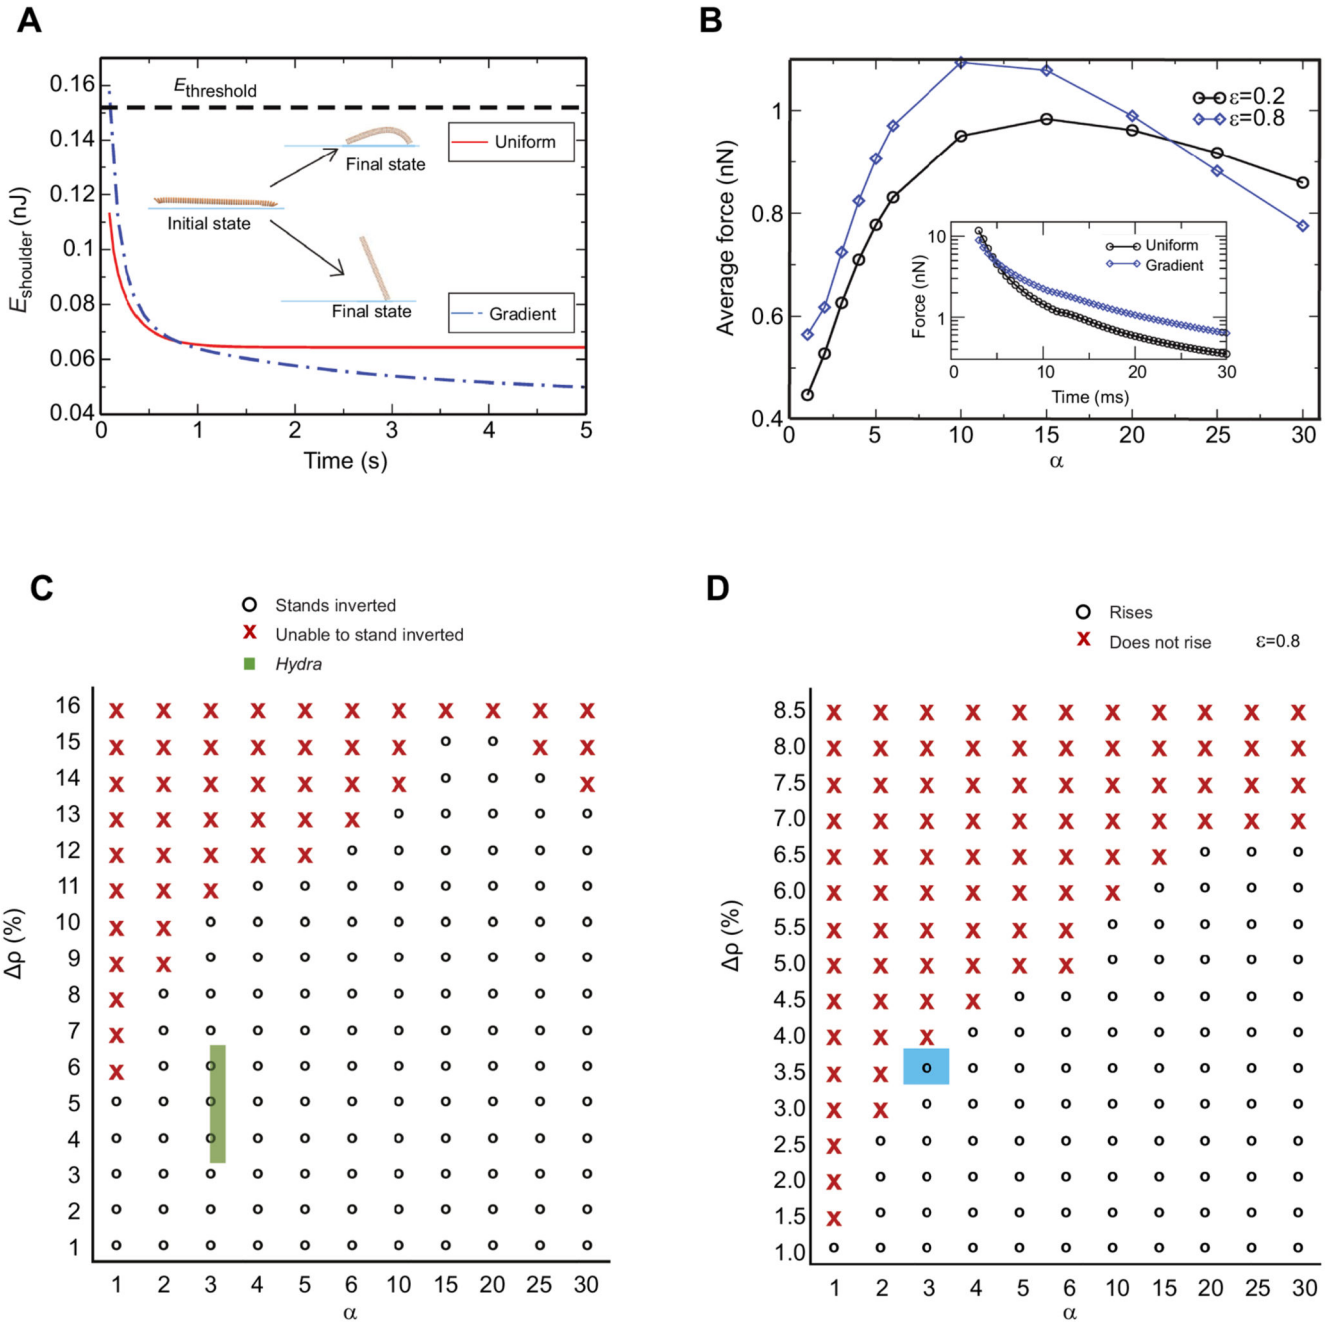 A
E_threshold
0.16
0.14
0.12
0.1
0.08
0.06
0.04
E_shoulder (nJ)
Uniform
Final state
Initial state
Final state
Gradient
0 1 2 3 4 5
Time (s)
B
1
0.8
0.6
0.4
Average force (nN)
ε=0.2
ε=0.8
10
1
Force (nN)
Uniform
Gradient
0 10 20 30
Time (ms)
0 5 10 15 20 25 30
α
C
o Stands inverted
X Unable to stand inverted
Hydra
Δρ (%)
16 X X X X X X X X X X X
15 X X X X X X X o o X X
14 X X X X X X X o o o X
13 X X X X X X o o o o o
12 X X X X X o o o o o o
11 X X X o o o o o o o o
10 X X o o o o o o o o o
9 X X o o o o o o o o o
8 X o o o o o o o o o o
7 X o o o o o o o o o o
6 X o o o o o o o o o o
5 o o o o o o o o o o o
4 o o o o o o o o o o o
3 o o o o o o o o o o o
2 o o o o o o o o o o o
1 o o o o o o o o o o o
1 2 3 4 5 6 10 15 20 25 30
α
D
o Rises
X Does not rise ε=0.8
Δρ (%)
8.5 X X X X X X X X X X X
8.0 X X X X X X X X X X X
7.5 X X X X X X X X X X X
7.0 X X X X X X X X X X X
6.5 X X X X X X X X o o o
6.0 X X X X X X X o o o o
5.5 X X X X X X o o o o o
5.0 X X X X X X o o o o o
4.5 X X X X o o o o o o o
4.0 X X X o o o o o o o o
3.5 X X o o o o o o o o o
3.0 X X o o o o o o o o o
2.5 X o o o o o o o o o o
2.0 X o o o o o o o o o o
1.5 X o o o o o o o o o o
1.0 o o o o o o o o o o o
1 2 3 4 5 6 10 15 20 25 30
α